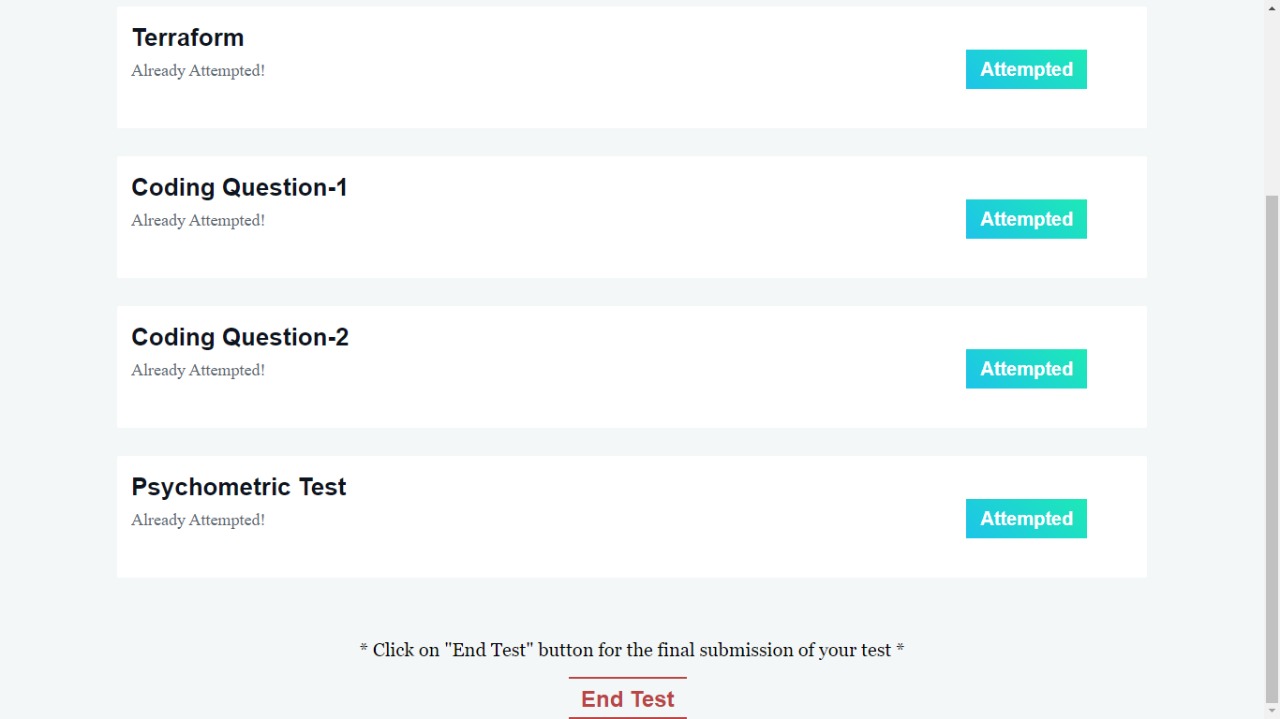 Terraform
Already Attempted!
Attempted
Coding Question-1
Already Attempted!
Attempted
Coding Question-2
Already Attempted!
Attempted
Psychometric Test
Already Attempted!
Attempted
* Click on "End Test" button for the final submission of your test *
End Test